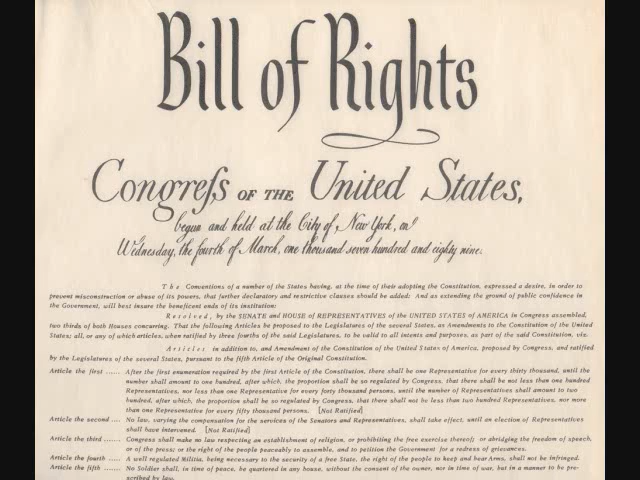 Bill of Rights
Congreſs OF THE United States,
begun and held at the City of New York, on
Wednesday, the fourth of March, one thousand seven hundred and eighty nine.
The Conventions of a number of the States having, at the time of their adopting the Constitution, expressed a desire, in order to
prevent misconstruction or abuse of its powers, that further declaratory and restrictive clauses should be added: And as extending the ground of public confidence in
the Government, will best insure the beneficent ends of its institution:
Resolved, by the SENATE and HOUSE of REPRESENTATIVES of the UNITED STATES of AMERICA in Congress assembled,
two thirds of both Houses concurring. That the following Articles be proposed to the Legislatures of the several States, as Amendments to the Constitution of the United
States; all, or any of which articles, when ratified by three fourths of the said Legislatures, to be valid to all intents and purposes, as part of the said Constitution, viz:
Articles in addition to, and Amendment of the Constitution of the United States of America, proposed by Congress, and ratified
by the Legislatures of the several States, pursuant to the fifth Article of the Original Constitution.
Article the first ...... After the first enumeration required by the first Article of the Constitution, there shall be one Representative for every thirty thousand, until the
number shall amount to one hundred, after which, the proportion shall be so regulated by Congress, that there shall be not less than one hundred
Representatives, nor less than one Representative for every forty thousand persons, until the number of Representatives shall amount to two
hundred, after which, the proportion shall be so regulated by Congress, that there shall not be less than two hundred Representatives, nor more
than one Representative for every fifty thousand persons. [Not Ratified]
Article the second .... No law, varying the compensation for the services of the Senators and Representatives, shall take effect, until an election of Representatives
shall have intervened. [Not Ratified]
Article the third ...... Congress shall make no law respecting an establishment of religion, or prohibiting the free exercise thereof; or abridging the freedom of speech,
or of the press; or the right of the people peaceably to assemble, and to petition the Government for a redress of grievances.
Article the fourth ..... A well regulated Militia, being necessary to the security of a free State, the right of the people to keep and bear Arms, shall not be infringed.
Article the fifth ...... No Soldier shall, in time of peace, be quartered in any house, without the consent of the owner, nor in time of war, but in a manner to be pre-
scribed by law.